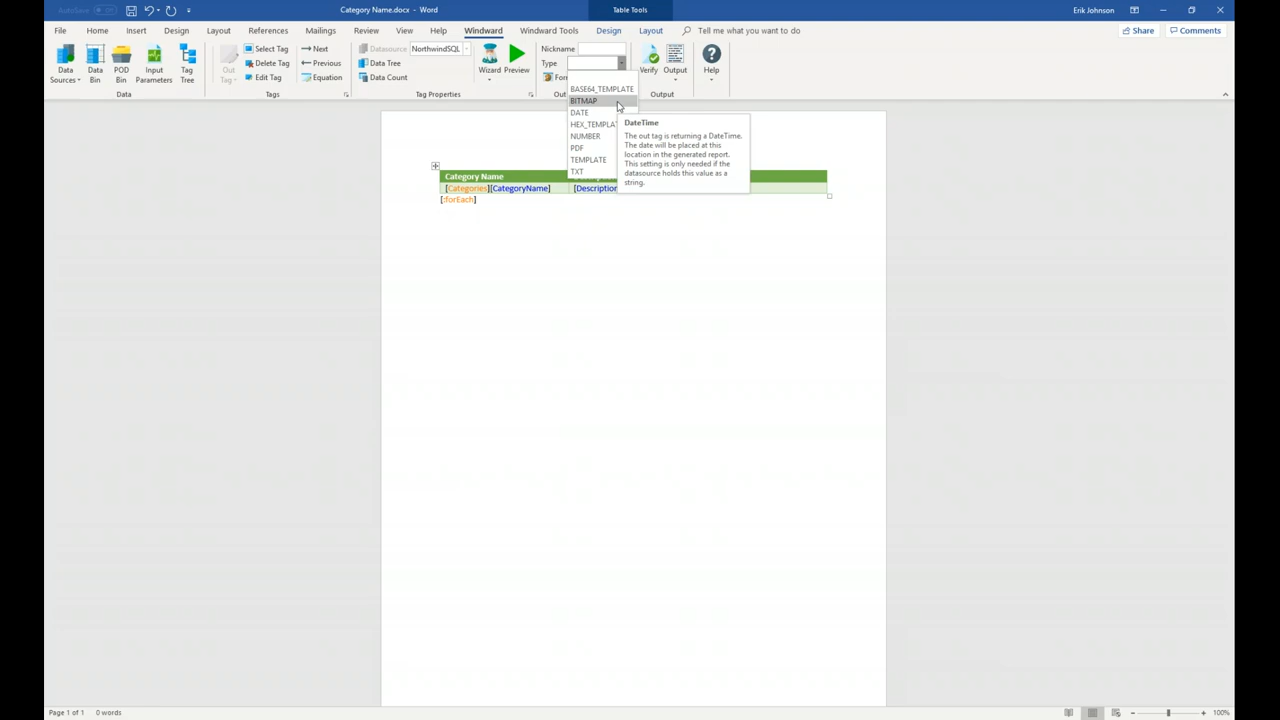 AutoSave Off
Category Name.docx - Word
Table Tools
Erik Johnson
File Home Insert Design Layout References Mailings Review View Help Windward Windward Tools Design Layout Tell me what you want to do
Share Comments
Data Sources
Data Bin
POD Bin
Input Parameters
Tag Tree
Data
Out Tag
Select Tag
Delete Tag
Edit Tag
Next
Previous
Equation
Tags
Datasource NorthwindSQL
Data Tree
Data Count
Tag Properties
Wizard
Preview
Nickname
Type
For
Out
Verify
Output
Output
Help
BASE64_TEMPLATE
BITMAP
DATE
HEX_TEMPLA
NUMBER
PDF
TEMPLATE
TXT
DateTime
The out tag is returning a DateTime.
The date will be placed at this
location in the generated report.
This setting is only needed if the
datasource holds this value as a
string.
Category Name
[Categories][CategoryName] [Description
[:forEach]
Page 1 of 1 0 words
100%